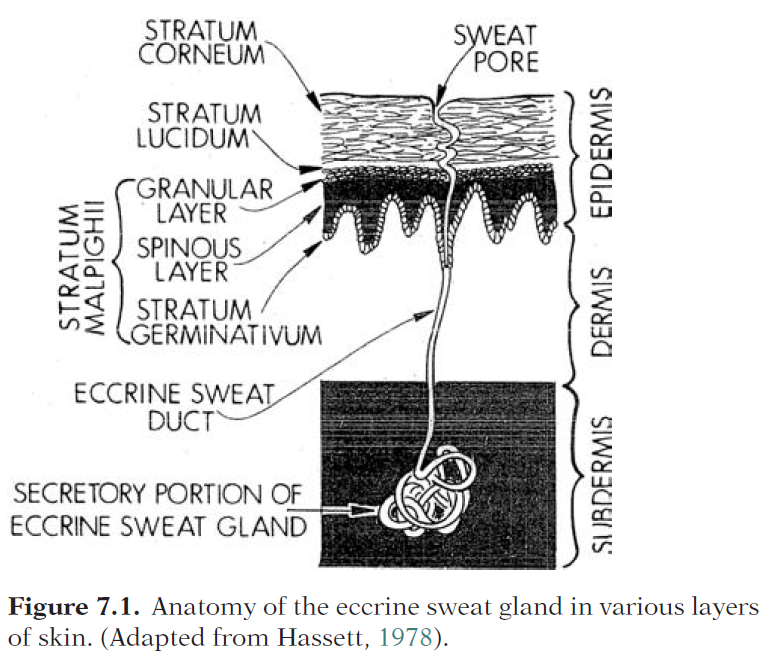 STRATUM
CORNEUM
SWEAT
PORE
STRATUM
LUCIDUM
GRANULAR
LAYER
SPINOUS
LAYER
STRATUM
GERMINATIVUM
STRATUM
MALPIGHII
ECCRINE SWEAT
DUCT
SECRETORY PORTION OF
ECCRINE SWEAT GLAND
EPIDERMIS
DERMIS
SUBDERMIS
Figure 7.1. Anatomy of the eccrine sweat gland in various layers
of skin. (Adapted from Hassett, 1978).